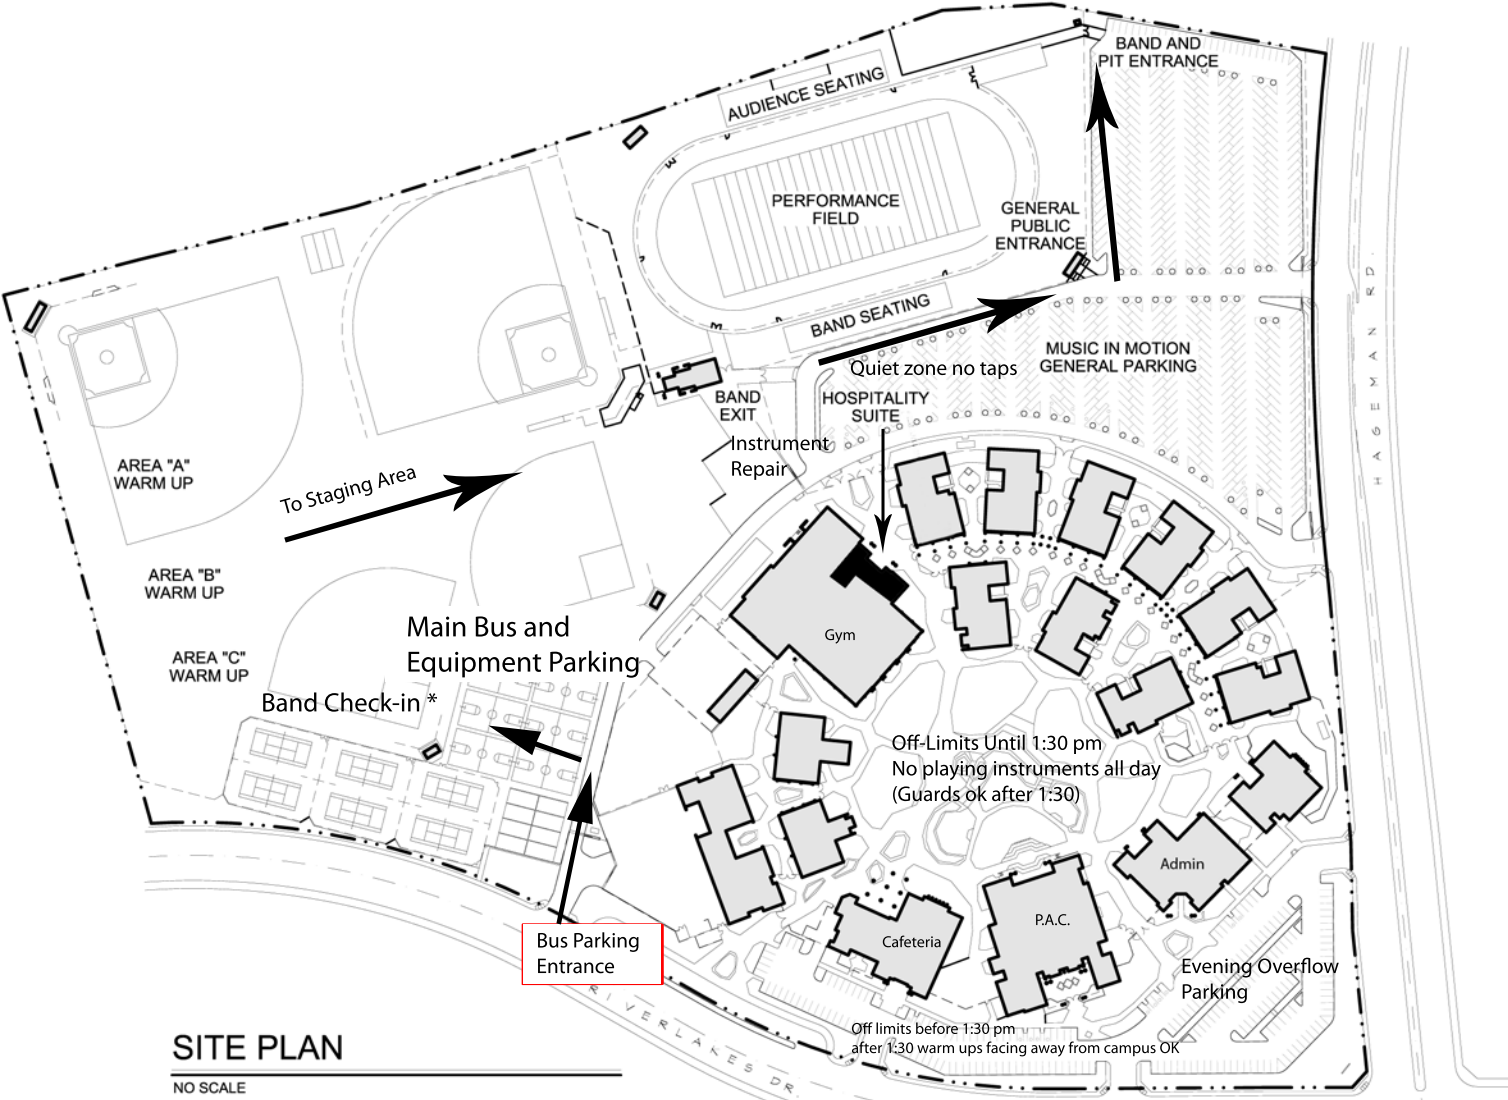 BAND AND
PIT ENTRANCE
AUDIENCE SEATING
PERFORMANCE
FIELD
GENERAL
PUBLIC
ENTRANCE
BAND SEATING
MUSIC IN MOTION
GENERAL PARKING
Quiet zone no taps
HAGEMAN RD.
BAND
EXIT
HOSPITALITY
SUITE
Instrument
Repair
AREA "A"
WARM UP
To Staging Area
AREA "B"
WARM UP
AREA "C"
WARM UP
Main Bus and
Equipment Parking
Band Check-in *
Gym
Off-Limits Until 1:30 pm
No playing instruments all day
(Guards ok after 1:30)
Admin
P.A.C.
Cafeteria
Bus Parking
Entrance
Evening Overflow
Parking
RIVERLAKES DR.
Off limits before 1:30 pm
after 1:30 warm ups facing away from campus OK
SITE PLAN
NO SCALE